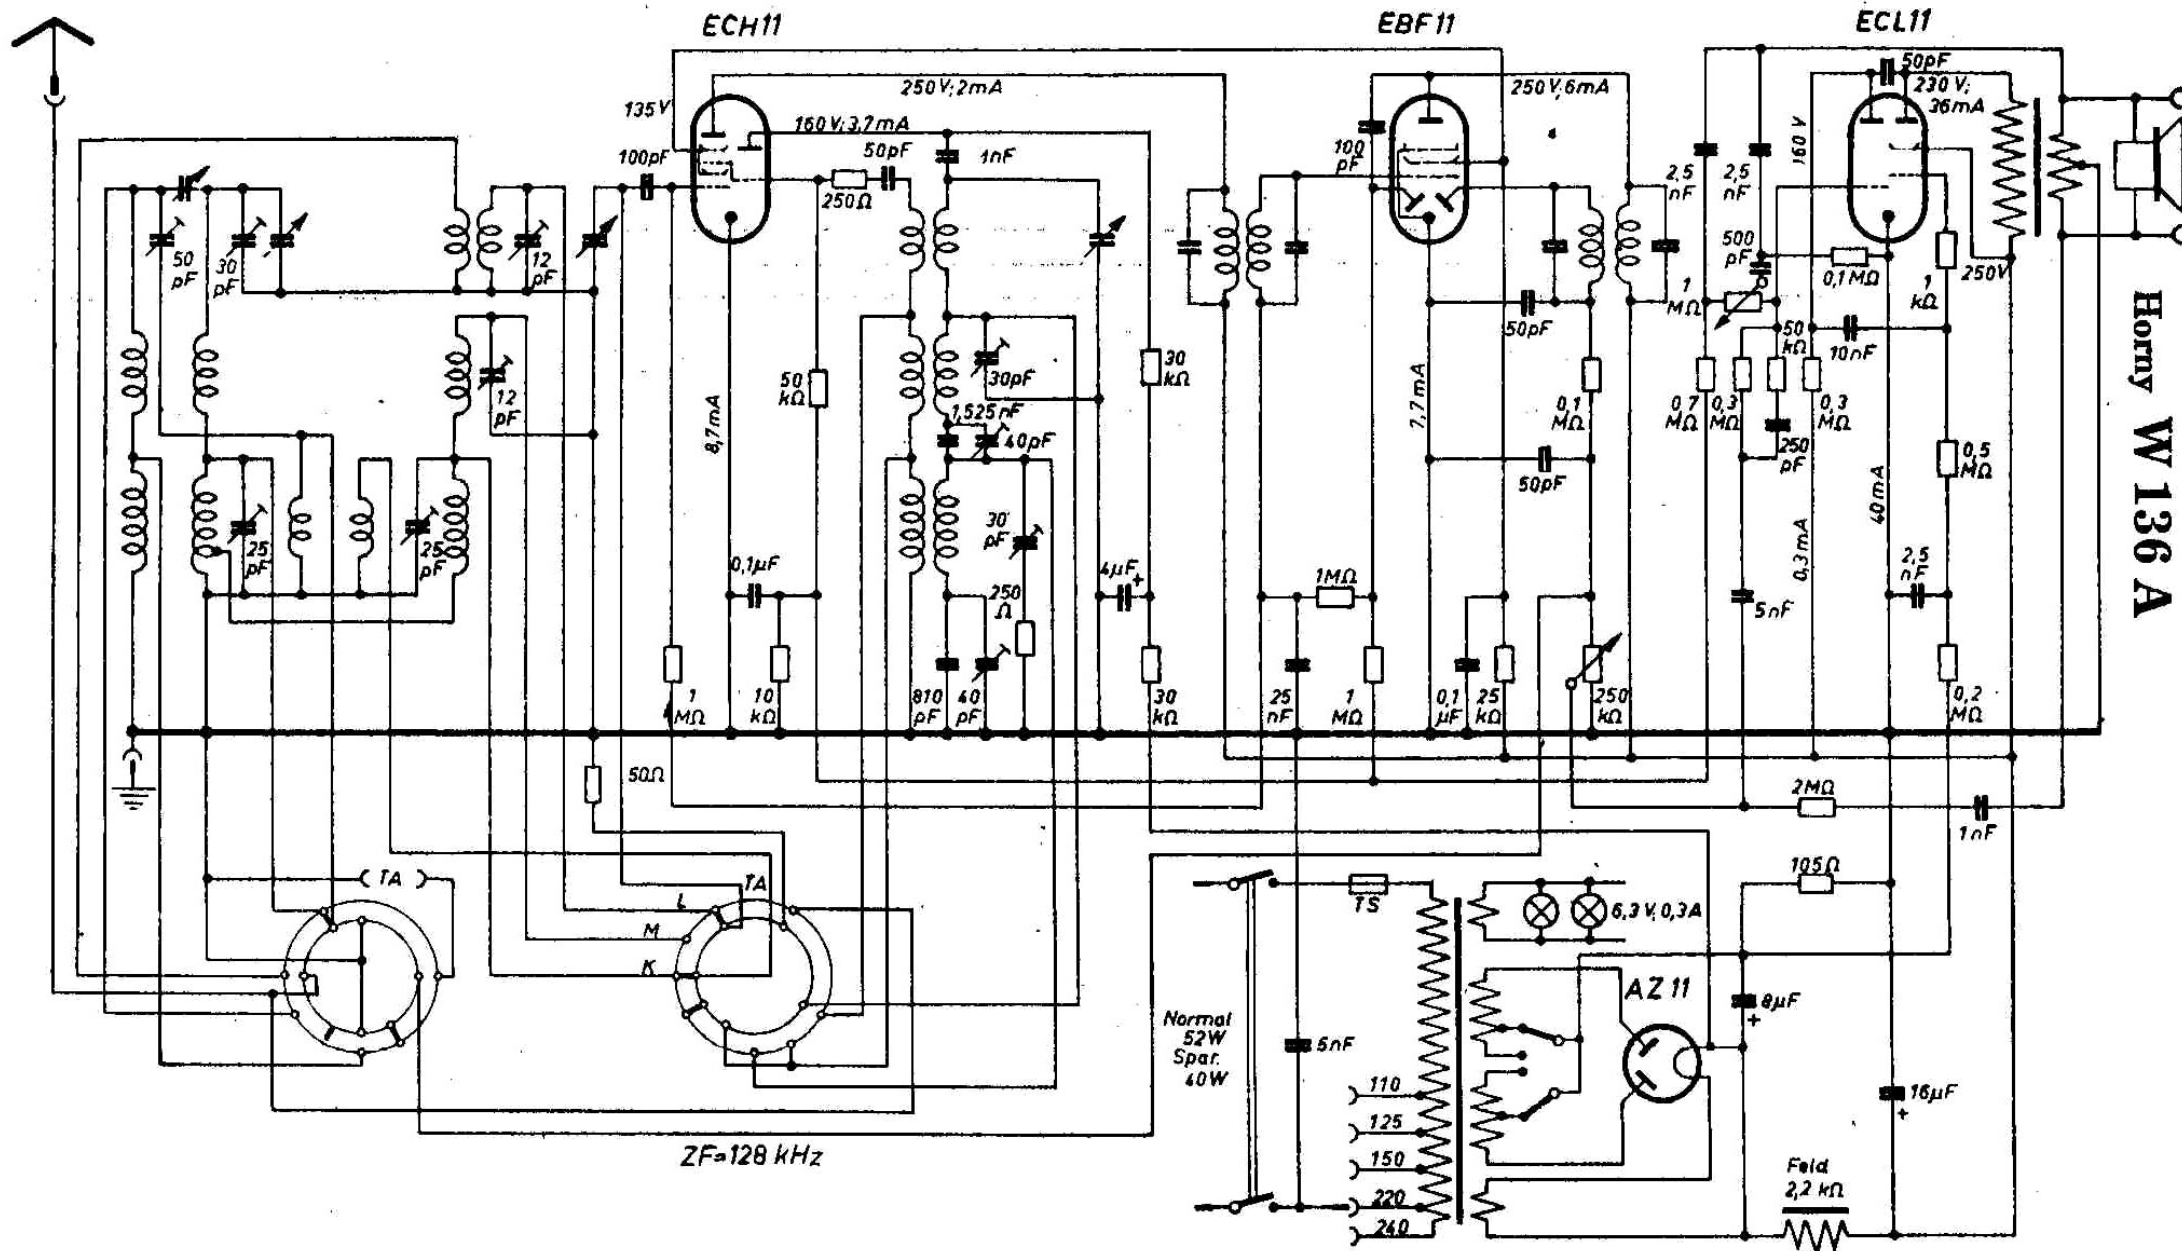 ECH11
EBF11
ECL11
250V; 2mA
135V
160V; 3,7mA
250V; 6mA
50pF
230V;
36mA
160V
100pF
50pF
1nF
250Ω
100
pF
2,5
nF
2,5
nF
50
pF
30
pF
12
pF
500
pF
1
MΩ
0,1MΩ
1
kΩ
250V
50pF
50
kΩ
10nF
12
pF
50
kΩ
8,7mA
30pF
30
kΩ
1,525nF
40pF
7,7mA
0,1
MΩ
0,7
MΩ
0,3
MΩ
0,3
MΩ
250
pF
0,5
MΩ
50pF
40mA
0,3mA
25
pF
25
pF
30
pF
0,1µF
4µF
+
250
Ω
1MΩ
5nF
2,5
nF
1
MΩ
10
kΩ
810
pF
40
pF
30
kΩ
25
nF
1
MΩ
0,1
µF
25
kΩ
250
kΩ
0,2
MΩ
Horny W 136 A
50Ω
2MΩ
1nF
105Ω
TA
TA
L
M
K
TS
6,3V, 0,3A
AZ11
8µF
+
Normal
52W
Spar.
40W
5nF
110
125
150
220
240
16µF
+
Feld
2,2 kΩ
ZF=128 kHz